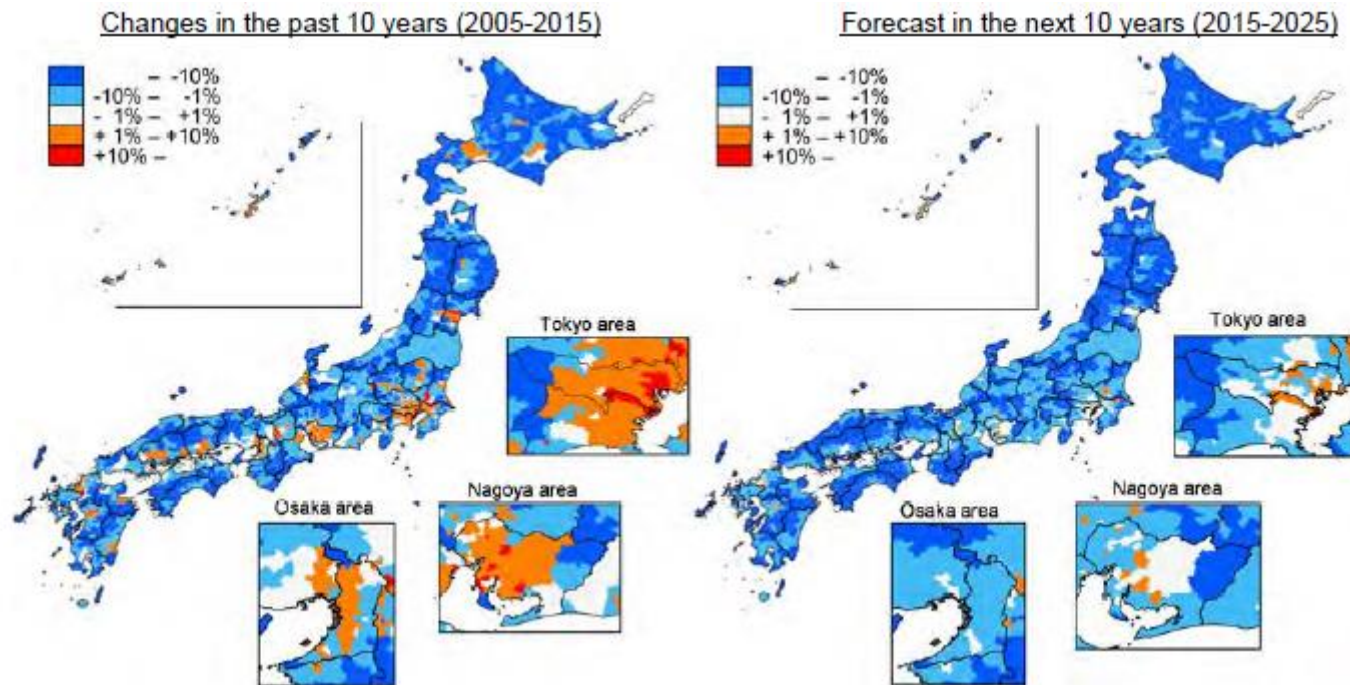 Changes in the past 10 years (2005-2015)
– -10%
-10% – -1%
- 1% – +1%
+ 1% – +10%
+10% –
Tokyo area
Nagoya area
Osaka area
Forecast in the next 10 years (2015-2025)
– -10%
-10% – -1%
- 1% – +1%
+ 1% – +10%
+10% –
Tokyo area
Nagoya area
Osaka area